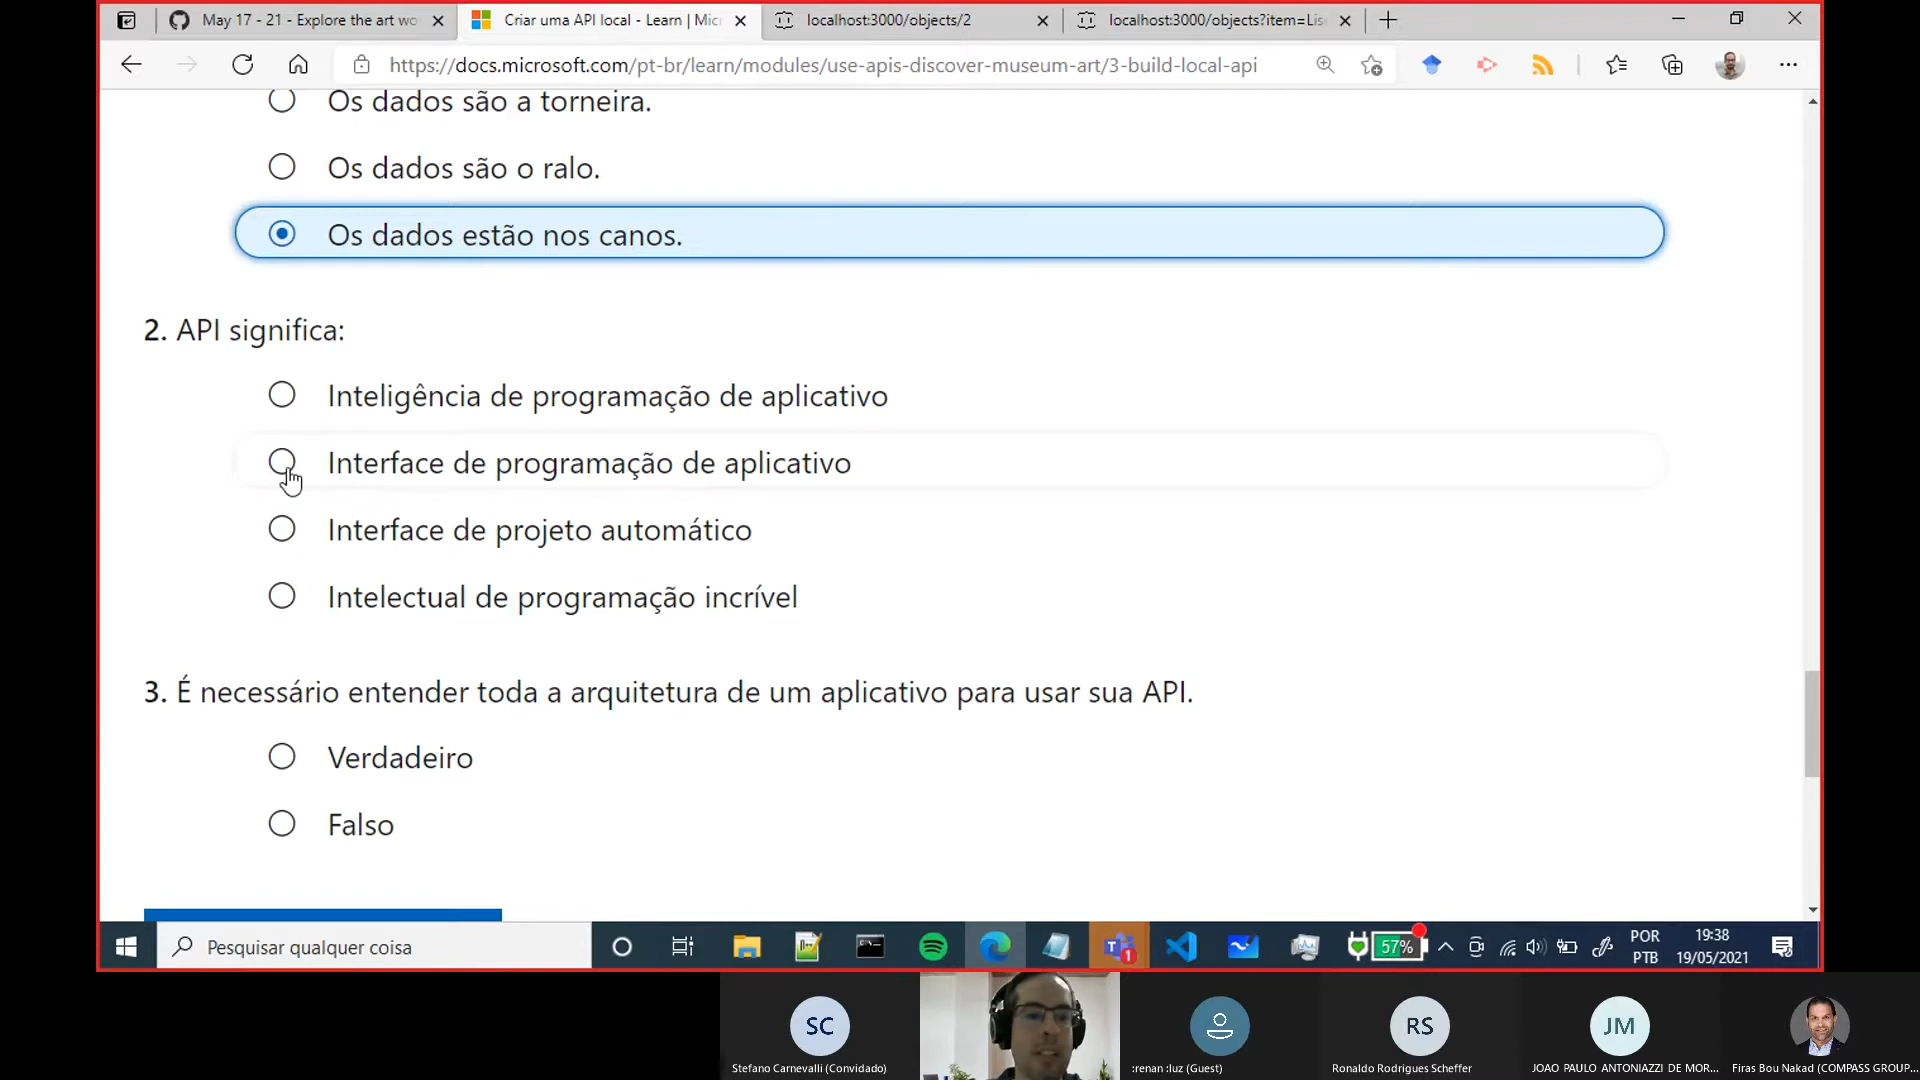 May 17 - 21 - Explore the art wo
Criar uma API local - Learn | Micr
localhost:3000/objects/2
localhost:3000/objects?item=Lis
https://docs.microsoft.com/pt-br/learn/modules/use-apis-discover-museum-art/3-build-local-api
Os dados são a torneira.
Os dados são o ralo.
Os dados estão nos canos.
2. API significa:
Inteligência de programação de aplicativo
Interface de programação de aplicativo
Interface de projeto automático
Intelectual de programação incrível
3. É necessário entender toda a arquitetura de um aplicativo para usar sua API.
Verdadeiro
Falso
Pesquisar qualquer coisa
1
57%
POR
PTB
19:38
19/05/2021
SC
RS
JM
Stefano Carnevalli (Convidado)
:renan :luz (Guest)
Ronaldo Rodrigues Scheffer
JOAO PAULO ANTONIAZZI DE MOR...
Firas Bou Nakad (COMPASS GROUP...